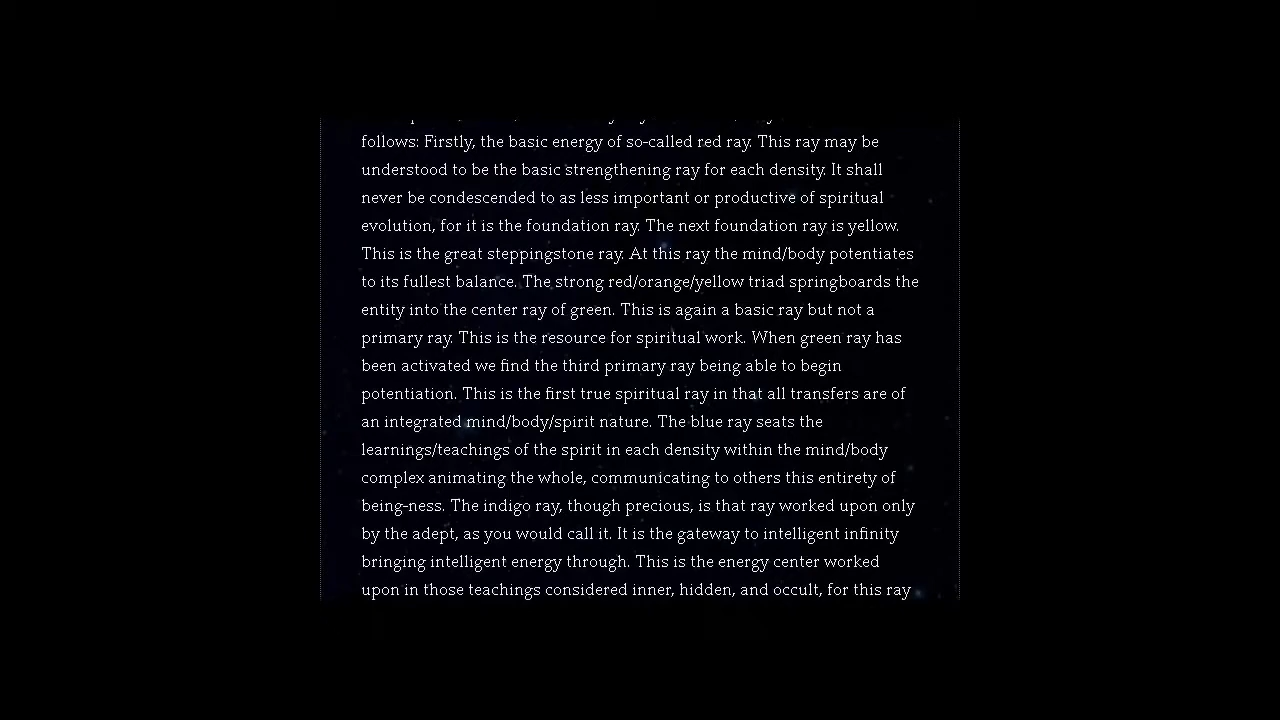 follows: Firstly, the basic energy of so-called red ray. This ray may be
understood to be the basic strengthening ray for each density. It shall
never be condescended to as less important or productive of spiritual
evolution, for it is the foundation ray. The next foundation ray is yellow.
This is the great steppingstone ray. At this ray the mind/body potentiates
to its fullest balance. The strong red/orange/yellow triad springboards the
entity into the center ray of green. This is again a basic ray but not a
primary ray. This is the resource for spiritual work. When green ray has
been activated we find the third primary ray being able to begin
potentiation. This is the first true spiritual ray in that all transfers are of
an integrated mind/body/spirit nature. The blue ray seats the
learnings/teachings of the spirit in each density within the mind/body
complex animating the whole, communicating to others this entirety of
being-ness. The indigo ray, though precious, is that ray worked upon only
by the adept, as you would call it. It is the gateway to intelligent infinity
bringing intelligent energy through. This is the energy center worked
upon in those teachings considered inner, hidden, and occult, for this ray